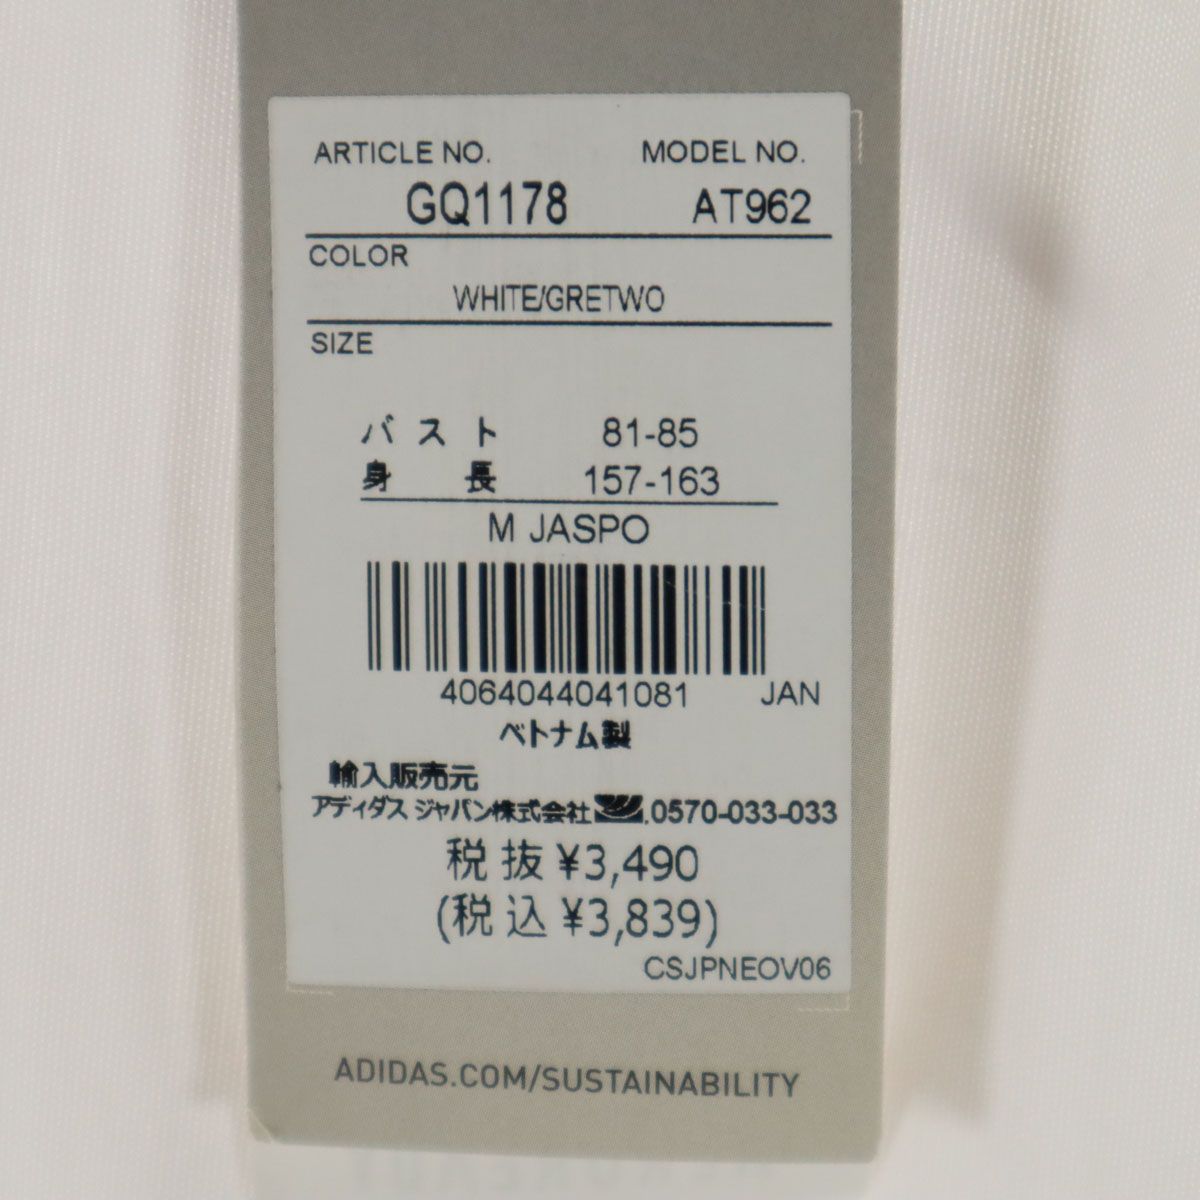 ARTICLE NO. MODEL NO.
GQ1178 AT962
COLOR
WHITE/GRETWO
SIZE
バスト 81-85
身長 157-163
M JASPO
4064044041081 JAN
ベトナム製
輸入販売元
アディダス ジャパン株式会社 .0570-033-033
税抜 ¥3,490
(税込 ¥3,839)
CSJPNEOV06
ADIDAS.COM/SUSTAINABILITY